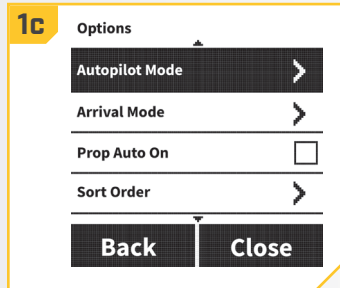 1c
Options
Autopilot Mode
Arrival Mode
Prop Auto On
Sort Order
Back Close